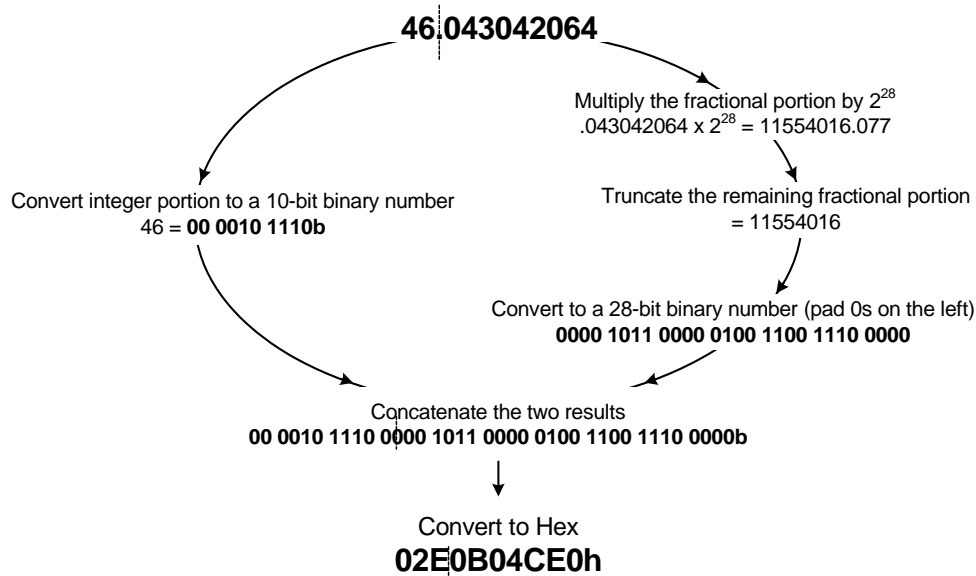 46.043042064
Multiply the fractional portion by 2^28
.043042064 x 2^28 = 11554016.077
Convert integer portion to a 10-bit binary number
46 = 00 0010 1110b
Truncate the remaining fractional portion
= 11554016
Convert to a 28-bit binary number (pad 0s on the left)
0000 1011 0000 0100 1100 1110 0000
Concatenate the two results
00 0010 1110 0000 1011 0000 0100 1100 1110 0000b
Convert to Hex
02E0B04CE0h